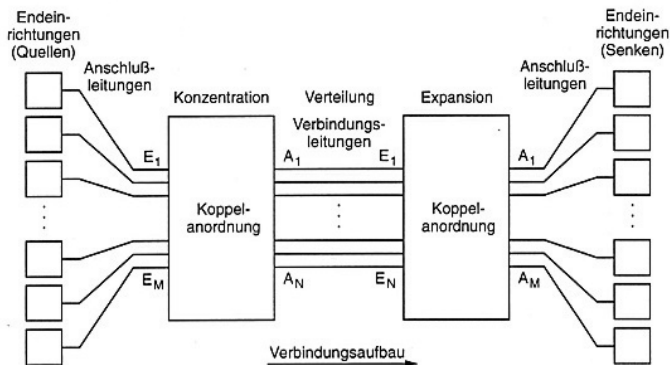 Endein-
richtungen
(Quellen)
Anschluß-
leitungen
Konzentration
Verteilung
Expansion
Anschluß-
leitungen
Endein-
richtungen
(Senken)
Verbindungs-
leitungen
E1
A1
E1
A1
Koppel-
anordnung
Koppel-
anordnung
EM
AN
EN
AM
Verbindungsaufbau